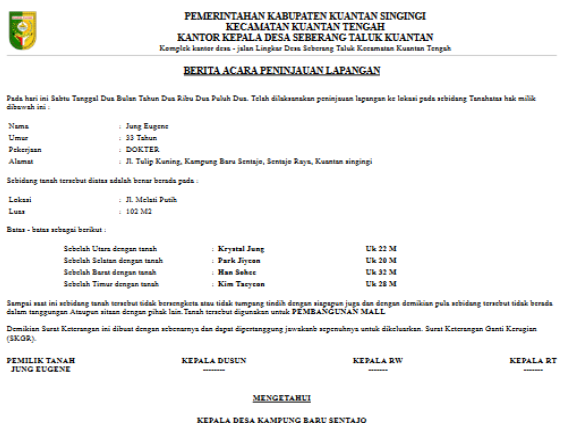 PEMERINTAHAN KABUPATEN KUANTAN SINGINGI
KECAMATAN KUANTAN TENGAH
KANTOR KEPALA DESA SEBERANG TALUK KUANTAN
Komplek kantor desa - jalan Lingkar Desa Seberang Taluk Kecamatan Kuantan Tengah
BERITA ACARA PENINJAUAN LAPANGAN
Pada hari ini Sabtu Tanggal Dua Bulan Tahun Dua Ribu Dua Puluh Dua. Telah dilaksanakan peninjauan lapangan ke lokasi pada sebidang Tanahatas hak milik
dibawah ini :
Nama : Jung Eugene
Umur : 33 Tahun
Pekerjaan : DOKTER
Alamat : Jl. Tulip Kuning, Kampung Baru Sentajo, Sentajo Raya, Kuantan singingi
Sebidang tanah tersebut diatas adalah benar berada pada :
Lokasi : Jl. Melati Putih
Luas : 102 M2
Batas - batas sebagai berikut :
Sebelah Utara dengan tanah : Krystal Jung Uk 22 M
Sebelah Selatan dengan tanah : Park Jiyeon Uk 20 M
Sebelah Barat dengan tanah : Han Sohee Uk 32 M
Sebelah Timur dengan tanah : Kim Taeyeon Uk 28 M
Sampai saat ini sebidang tanah tersebut tidak bersengketa atau tidak tumpang tindih dengan siapapun juga dan dengan demikian pula sebidang tersebut tidak berada
dalam tanggungan Ataupun sitaan dengan pihak lain.Tanah tersebut digunakan untuk PEMBANGUNAN MALL
Demikian Surat Keterangan ini dibuat dengan sebenarnya dan dapat dipertanggung jawakanb sepenuhnya untuk dikeluarkan. Surat Keterangan Ganti Kerugian
(SKGR).
PEMILIK TANAH KEPALA DUSUN KEPALA RW KEPALA RT
JUNG EUGENE -------- ------- -------
MENGETAHUI
KEPALA DESA KAMPUNG BARU SENTAJO